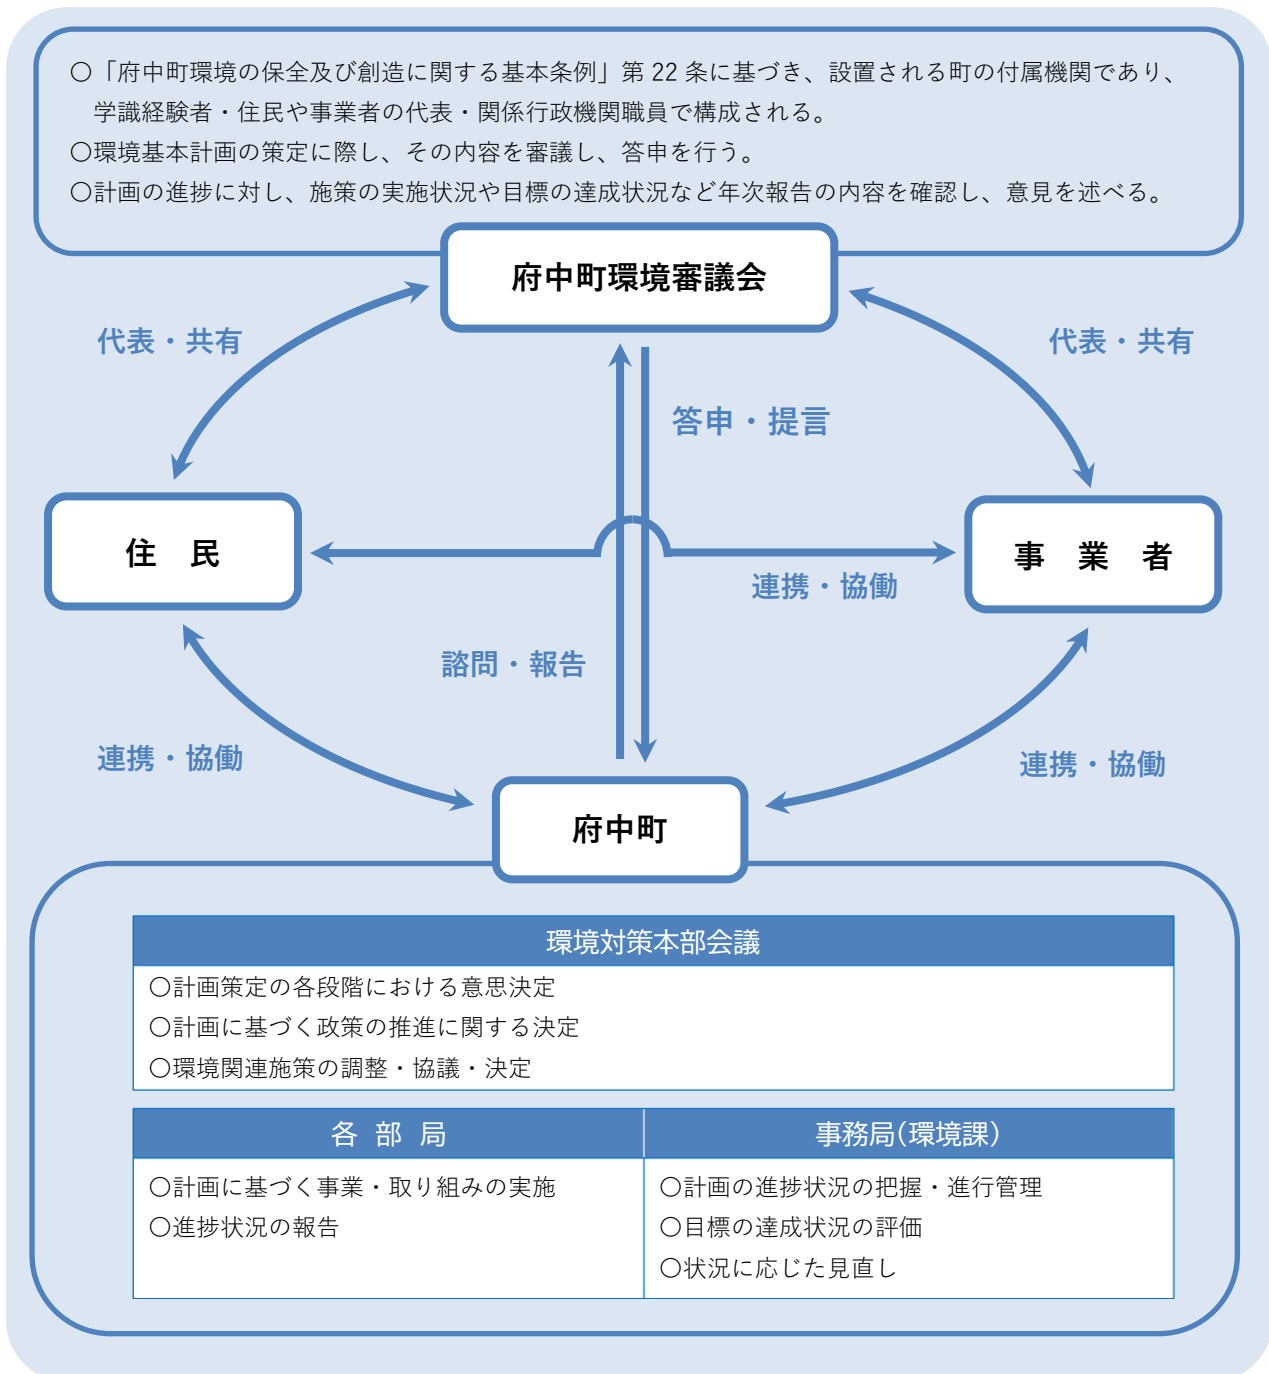 〇「府中町環境の保全及び創造に関する基本条例」第 22 条に基づき、設置される町の付属機関であり、
学識経験者・住民や事業者の代表・関係行政機関職員で構成される。
〇環境基本計画の策定に際し、その内容を審議し、答申を行う。
〇計画の進捗に対し、施策の実施状況や目標の達成状況など年次報告の内容を確認し、意見を述べる。
府中町環境審議会
代表・共有
代表・共有
答申・提言
住　民
事　業　者
連携・協働
諮問・報告
連携・協働
連携・協働
府中町
環境対策本部会議
〇計画策定の各段階における意思決定
〇計画に基づく政策の推進に関する決定
〇環境関連施策の調整・協議・決定
各　部　局
〇計画に基づく事業・取り組みの実施
〇進捗状況の報告
事務局（環境課）
〇計画の進捗状況の把握・進行管理
〇目標の達成状況の評価
〇状況に応じた見直し